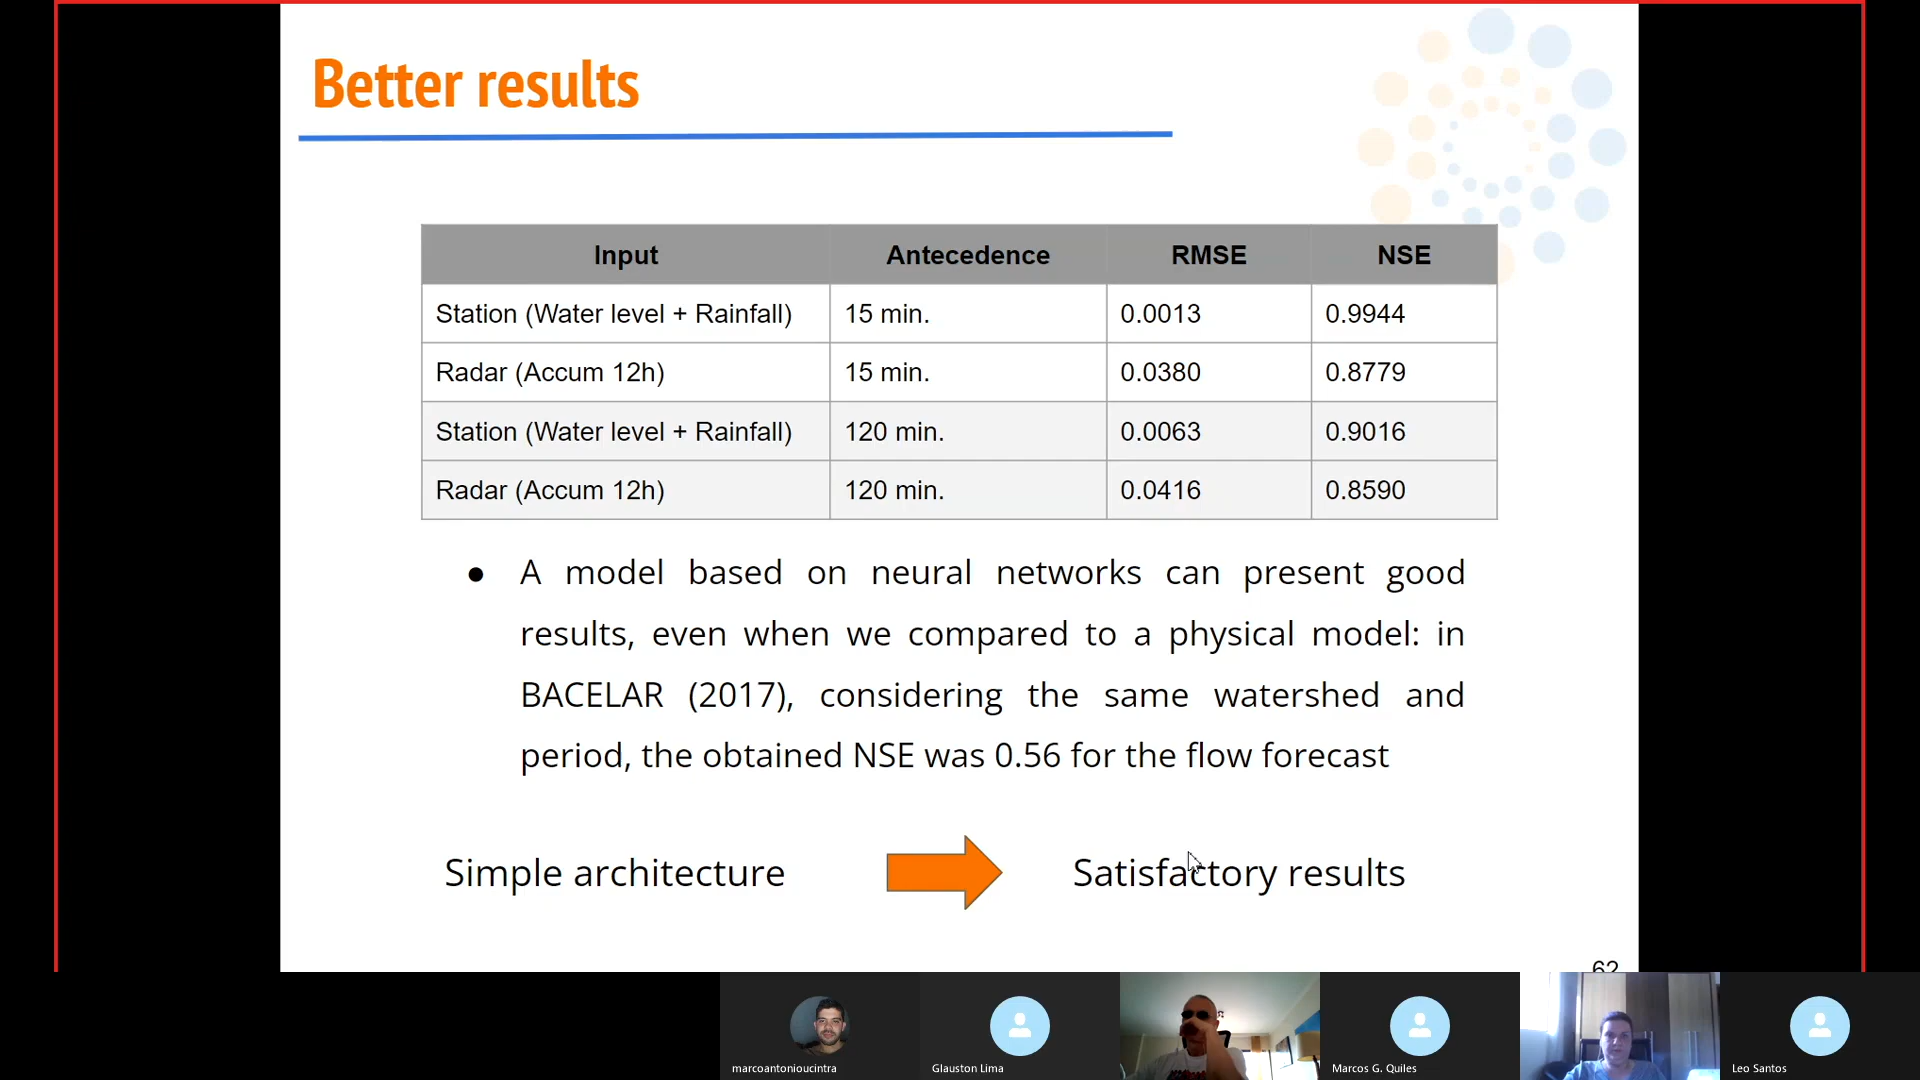 Better results
Input Antecedence RMSE NSE
Station (Water level + Rainfall) 15 min. 0.0013 0.9944
Radar (Accum 12h) 15 min. 0.0380 0.8779
Station (Water level + Rainfall) 120 min. 0.0063 0.9016
Radar (Accum 12h) 120 min. 0.0416 0.8590
● A model based on neural networks can present good
results, even when we compared to a physical model: in
BACELAR (2017), considering the same watershed and
period, the obtained NSE was 0.56 for the flow forecast
Simple architecture Satisfactory results
62
marcoantonioucintra Glauston Lima Marcos G. Quiles Leo Santos